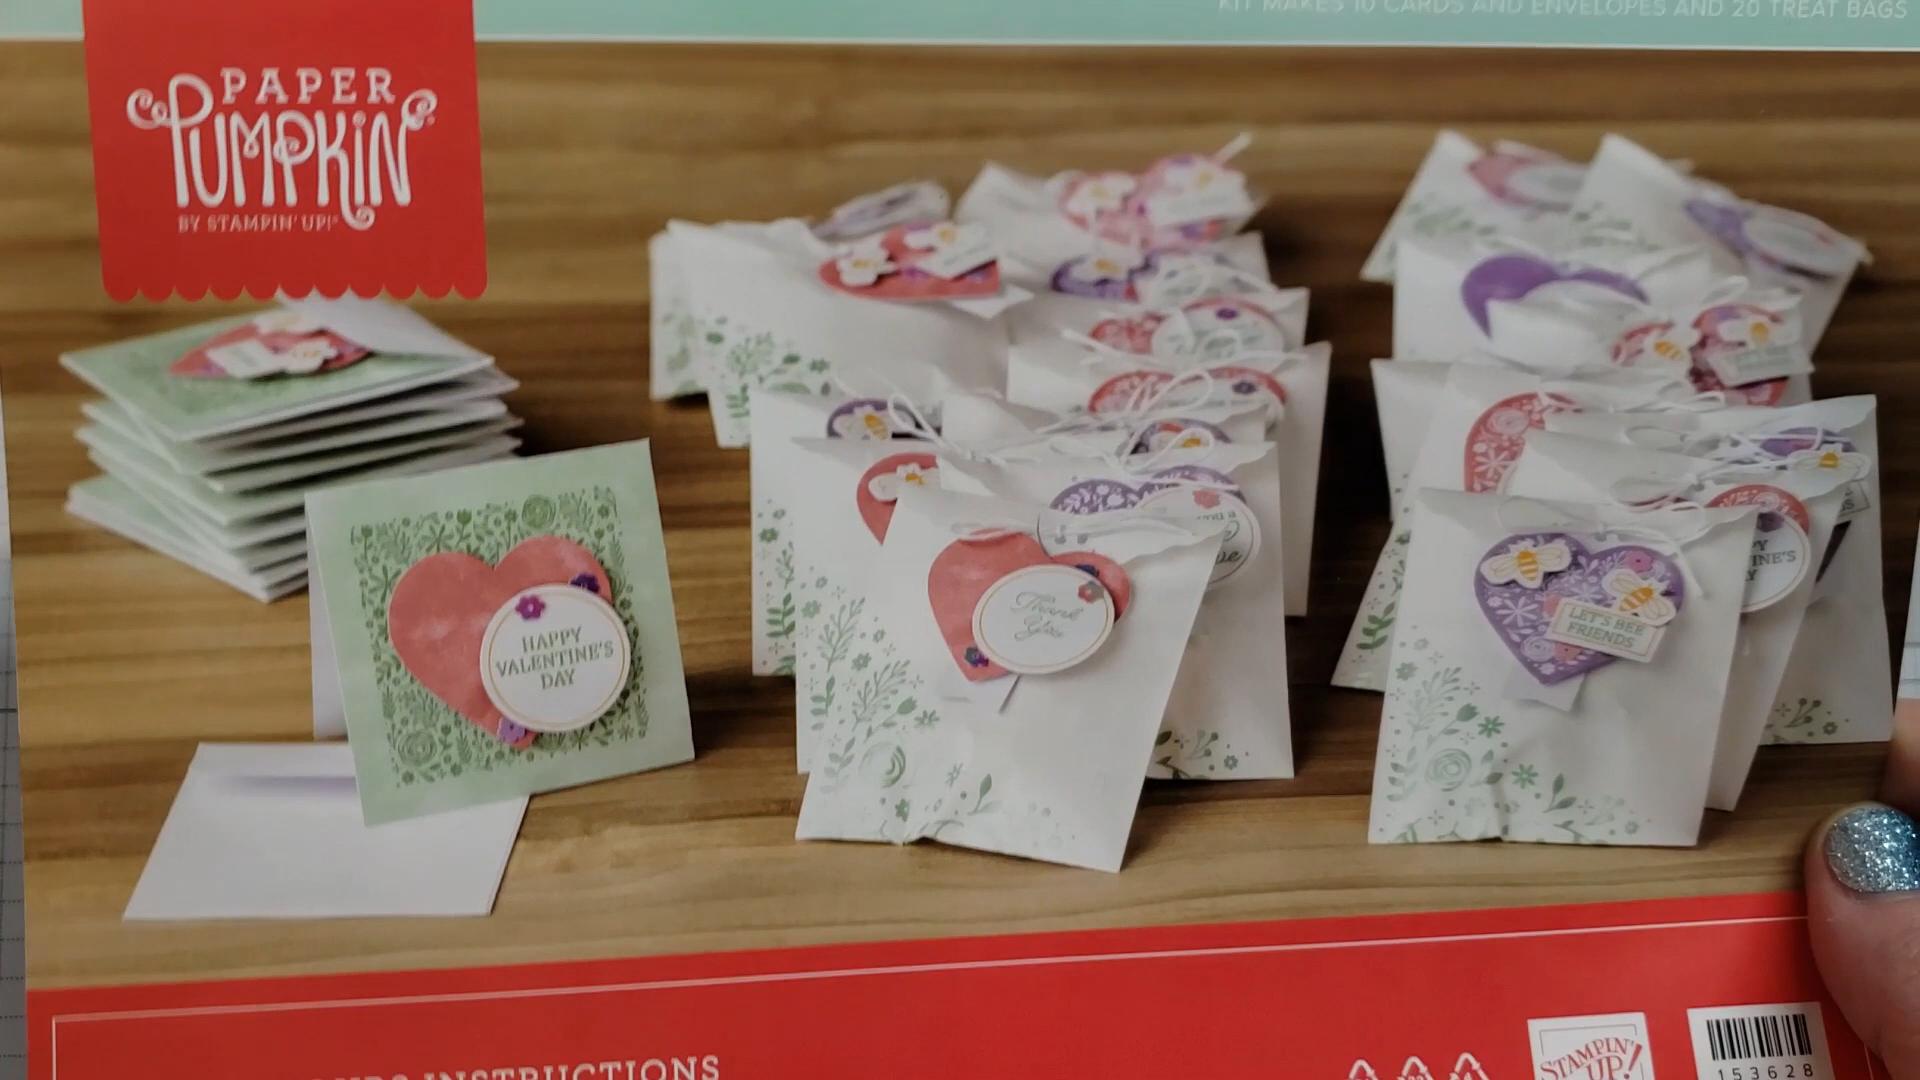 KIT MAKES 10 CARDS AND ENVELOPES AND 20 TREAT BAGS
PAPER
PUMPKIN
BY STAMPIN' UP!
HAPPY
VALENTINE'S
DAY
Thank
You
LET'S BEE
FRIENDS
INSTRUCTIONS
STAMPIN'
UP!
153628